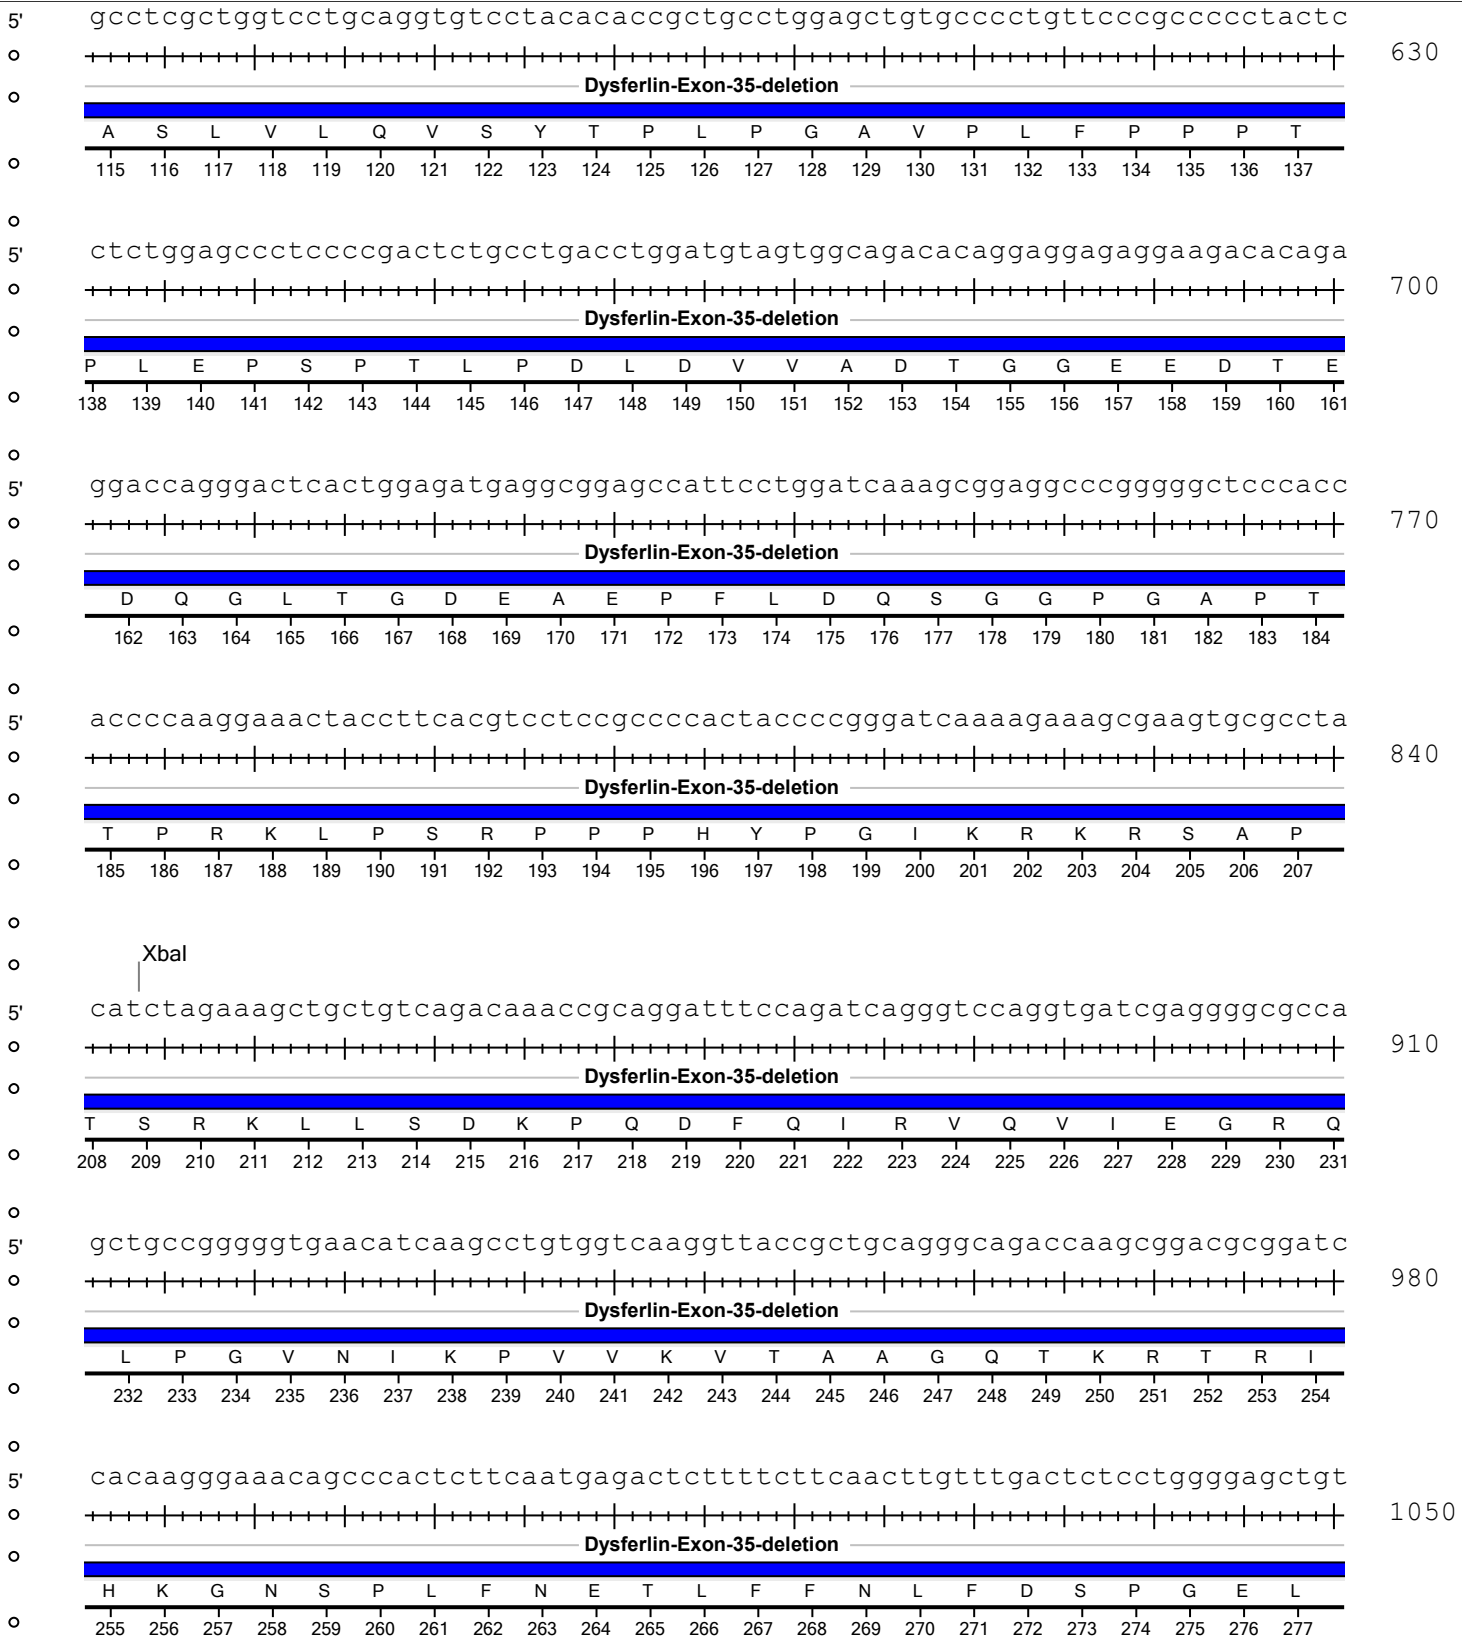 5' gcctcgctggtcctgcaggtgtcctacacaccgctgcctggagctgtgcccctgttcccgccccctactc
630
Dysferlin-Exon-35-deletion
A S L V L Q V S Y T P L P G A V P L F P P P T
115 116 117 118 119 120 121 122 123 124 125 126 127 128 129 130 131 132 133 134 135 136 137
5' ctctggagccctccccgactctgcctgacctggatgtagtggcagacacaggaggagaggaagacacaga
700
Dysferlin-Exon-35-deletion
P L E P S P T L P D L D V V A D T G G E E D T E
138 139 140 141 142 143 144 145 146 147 148 149 150 151 152 153 154 155 156 157 158 159 160 161
5' ggaccagggactcactggagatgaggcggagccattcctggatcaaagcggaggcccgggggctcccacc
770
Dysferlin-Exon-35-deletion
D Q G L T G D E A E P F L D Q S G G P G A P T
162 163 164 165 166 167 168 169 170 171 172 173 174 175 176 177 178 179 180 181 182 183 184
5' accccaaggaaactaccttcacgtcctccgccccactaccccgggatcaaaagaaagcgaagtgcgccta
840
Dysferlin-Exon-35-deletion
T P R K L P S R P P P H Y P G I K R K R S A P
185 186 187 188 189 190 191 192 193 194 195 196 197 198 199 200 201 202 203 204 205 206 207
XbaI
5' catctagaaagctgctgtcagacaaaccgcaggatttccagatcagggtccaggtgatcgaggggcgcca
910
Dysferlin-Exon-35-deletion
T S R K L L S D K P Q D F Q I R V Q V I E G R Q
208 209 210 211 212 213 214 215 216 217 218 219 220 221 222 223 224 225 226 227 228 229 230 231
5' gctgccgggggtgaacatcaagcctgtggtcaaggttaccgctgcagggcagaccaagcggacgcggatc
980
Dysferlin-Exon-35-deletion
L P G V N I K P V V K V T A A G Q T K R T R I
232 233 234 235 236 237 238 239 240 241 242 243 244 245 246 247 248 249 250 251 252 253 254
5' cacaagggaaacagcccactcttcaatgagactcttttcttcaacttgtttgactctcctggggagctgt
1050
Dysferlin-Exon-35-deletion
H K G N S P L F N E T L F F N L F D S P G E L
255 256 257 258 259 260 261 262 263 264 265 266 267 268 269 270 271 272 273 274 275 276 277